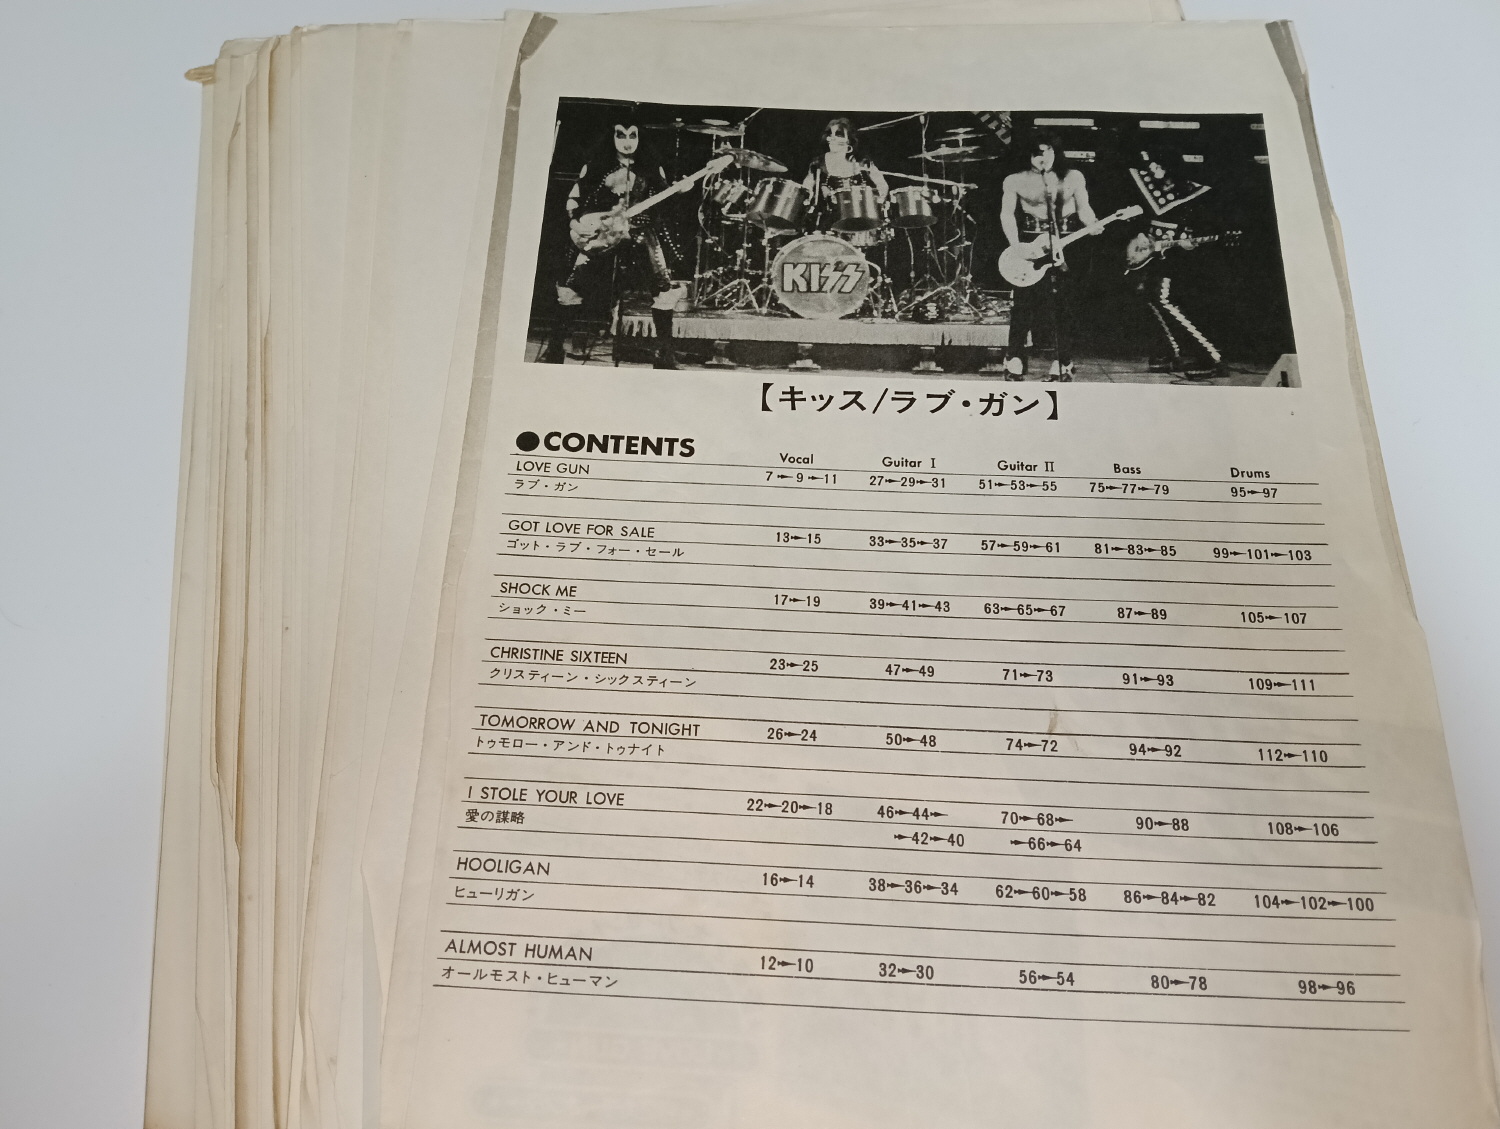 KISS
【キッス/ラブ・ガン】
●CONTENTS
Vocal Guitar I Guitar II Bass Drums
LOVE GUN 7➛9➛11 27➛29➛31 51➛53➛55 75➛77➛79 95➛97
ラブ・ガン
GOT LOVE FOR SALE 13➛15 33➛35➛37 57➛59➛61 81➛83➛85 99➛101➛103
ゴット・ラブ・フォー・セール
SHOCK ME 17➛19 39➛41➛43 63➛65➛67 87➛89 105➛107
ショック・ミー
CHRISTINE SIXTEEN 23➛25 47➛49 71➛73 91➛93 109➛111
クリスティーン・シックスティーン
TOMORROW AND TONIGHT 26➛24 50➛48 74➛72 94➛92 112➛110
トゥモロー・アンド・トゥナイト
I STOLE YOUR LOVE 22➛20➛18 46➛44➛ 70➛68➛ 90➛88 108➛106
愛の謀略 ➛42➛40 ➛66➛64
HOOLIGAN 16➛14 38➛36➛34 62➛60➛58 86➛84➛82 104➛102➛100
ヒューリガン
ALMOST HUMAN 12➛10 32➛30 56➛54 80➛78 98➛96
オールモスト・ヒューマン